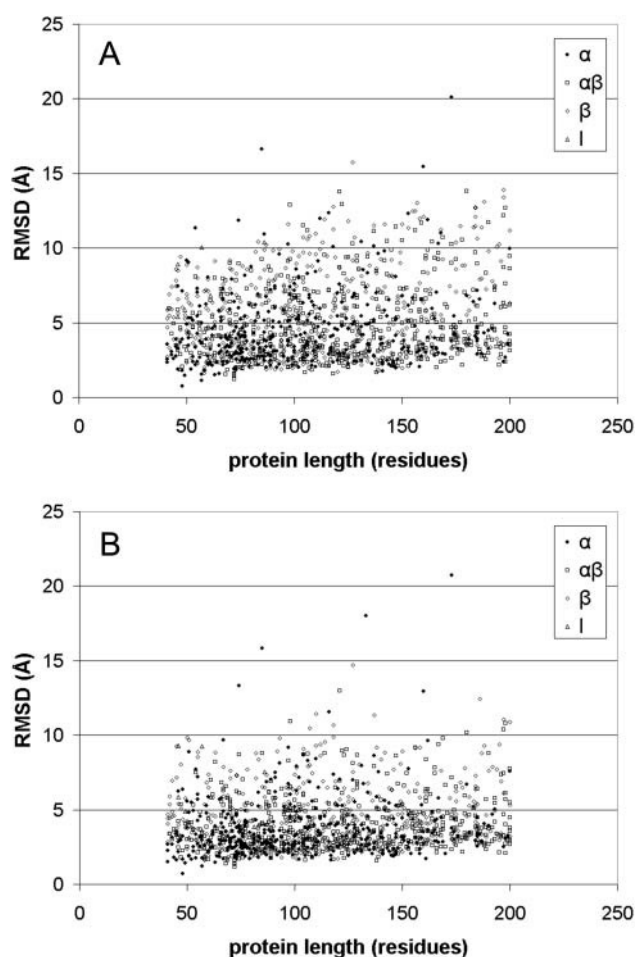 A
25
20
15
10
5
0
RMSD (Å)
0 50 100 150 200 250
protein length (residues)
α
αβ
β
I
B
25
20
15
10
5
0
RMSD (Å)
0 50 100 150 200 250
protein length (residues)
α
αβ
β
I